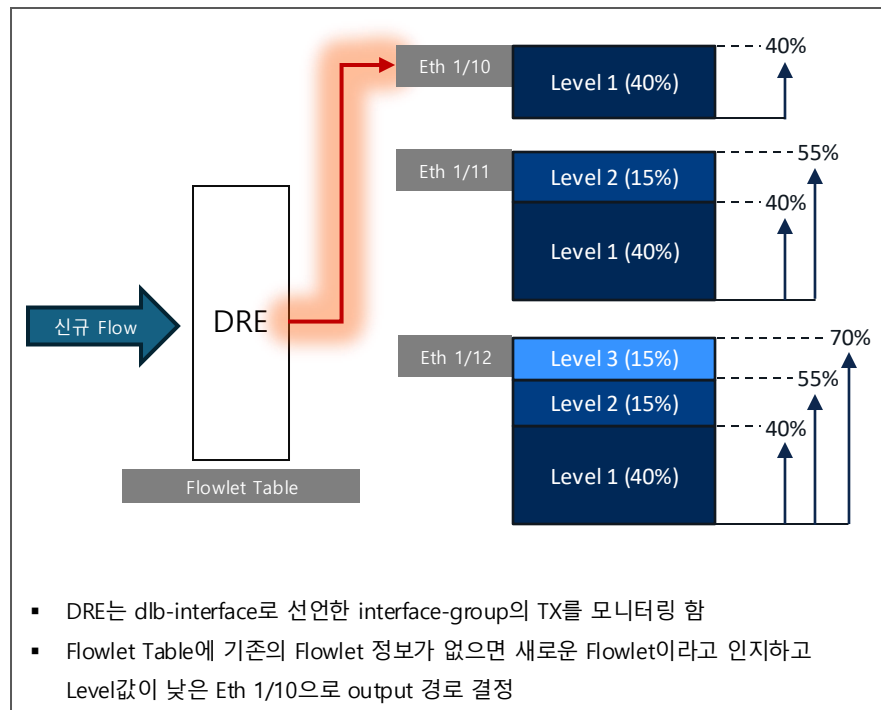 Eth 1/10
Level 1 (40%)
40%
Eth 1/11
Level 2 (15%)
Level 1 (40%)
55%
40%
신규 Flow
DRE
Flowlet Table
Eth 1/12
Level 3 (15%)
Level 2 (15%)
Level 1 (40%)
70%
55%
40%
▪ DRE는 dlb-interface로 선언한 interface-group의 TX를 모니터링 함
▪ Flowlet Table에 기존의 Flowlet 정보가 없으면 새로운 Flowlet이라고 인지하고
Level값이 낮은 Eth 1/10으로 output 경로 결정